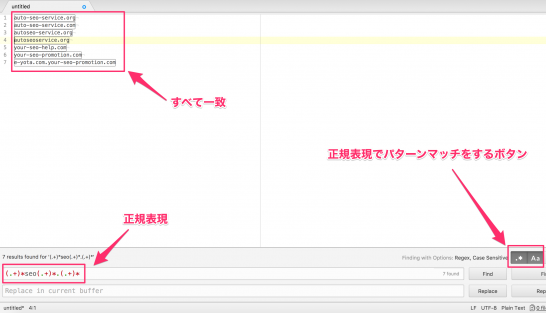 untitled
1 auto-seo-service.org
2 auto-seo-service.com
3 autoseo-service.org
4 autoseoservice.org
5 your-seo-help.com
6 your-seo-promotion.com
7 e-yota.com.your-seo-promotion.com
すべて一致
正規表現でパターンマッチをするボタン
正規表現
7 results found for '(.+)*seo(.+)*.(.+)*'
Finding with Options: Regex, Case Sensitive
.* Aa
(.+)*seo(.+)*.(.+)*
7 found
Find
Replace in current buffer
Replace
untitled* 4:1
LF UTF-8 Plain Text